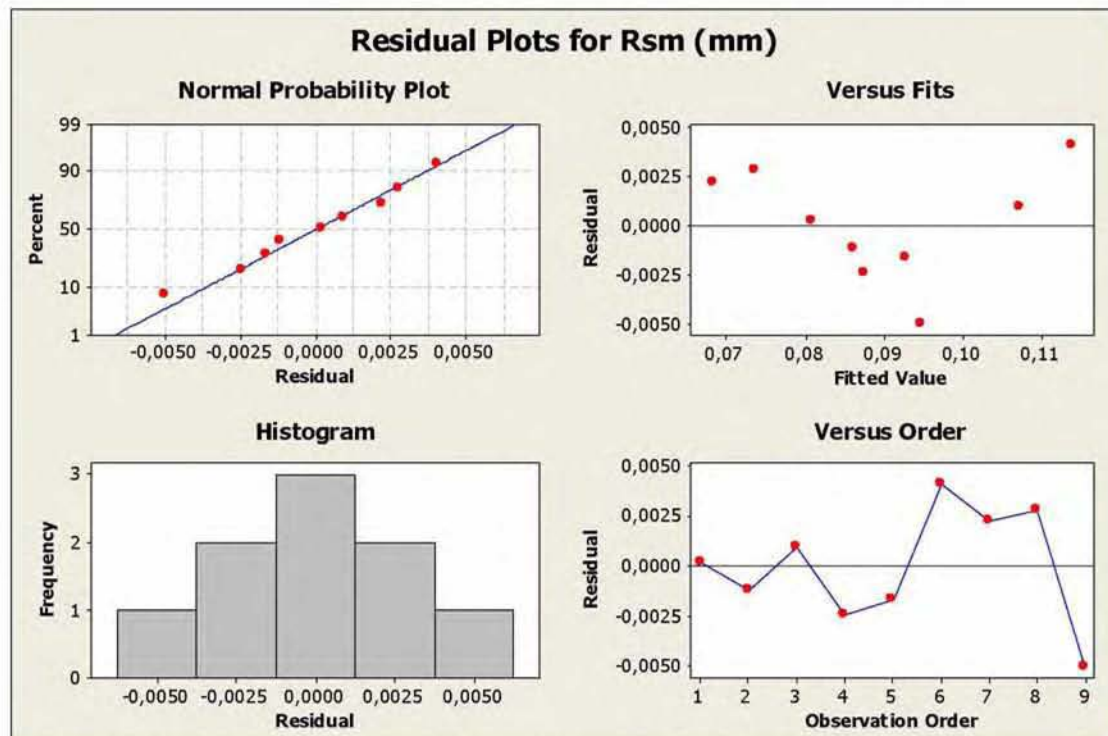 Residual Plots for Rsm (mm)
Normal Probability Plot
99
90
50
10
1
Percent
-0,0050 -0,0025 0,0000 0,0025 0,0050
Residual
Versus Fits
0,0050
0,0025
0,0000
-0,0025
-0,0050
Residual
0,07 0,08 0,09 0,10 0,11
Fitted Value
Histogram
3
2
1
0
Frequency
-0,0050 -0,0025 0,0000 0,0025 0,0050
Residual
Versus Order
0,0050
0,0025
0,0000
-0,0025
-0,0050
Residual
1 2 3 4 5 6 7 8 9
Observation Order